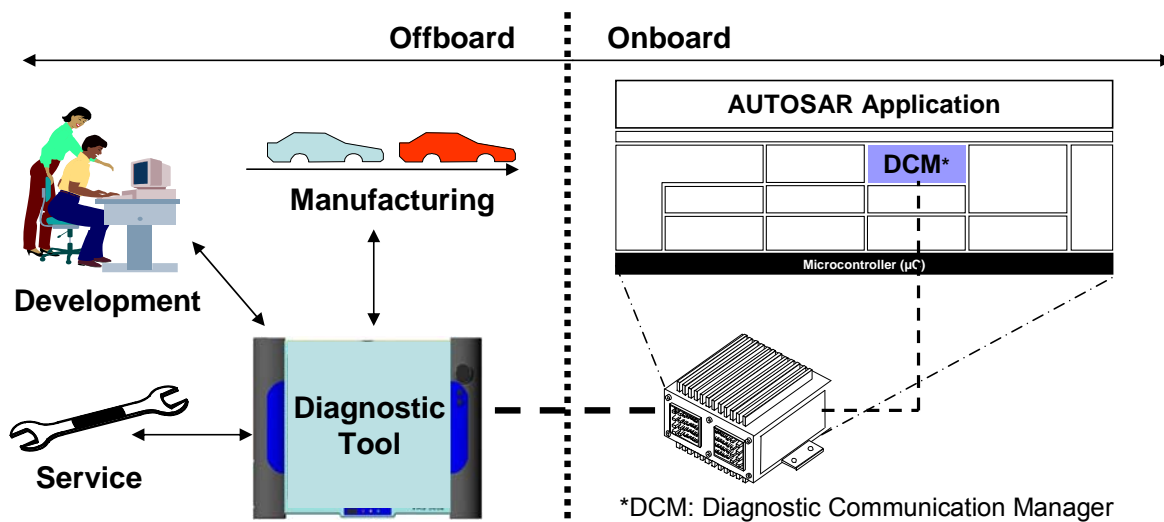 Offboard
Onboard
AUTOSAR Application
DCM*
Microcontroller (µC)
Manufacturing
Development
Diagnostic
Tool
Service
*DCM: Diagnostic Communication Manager